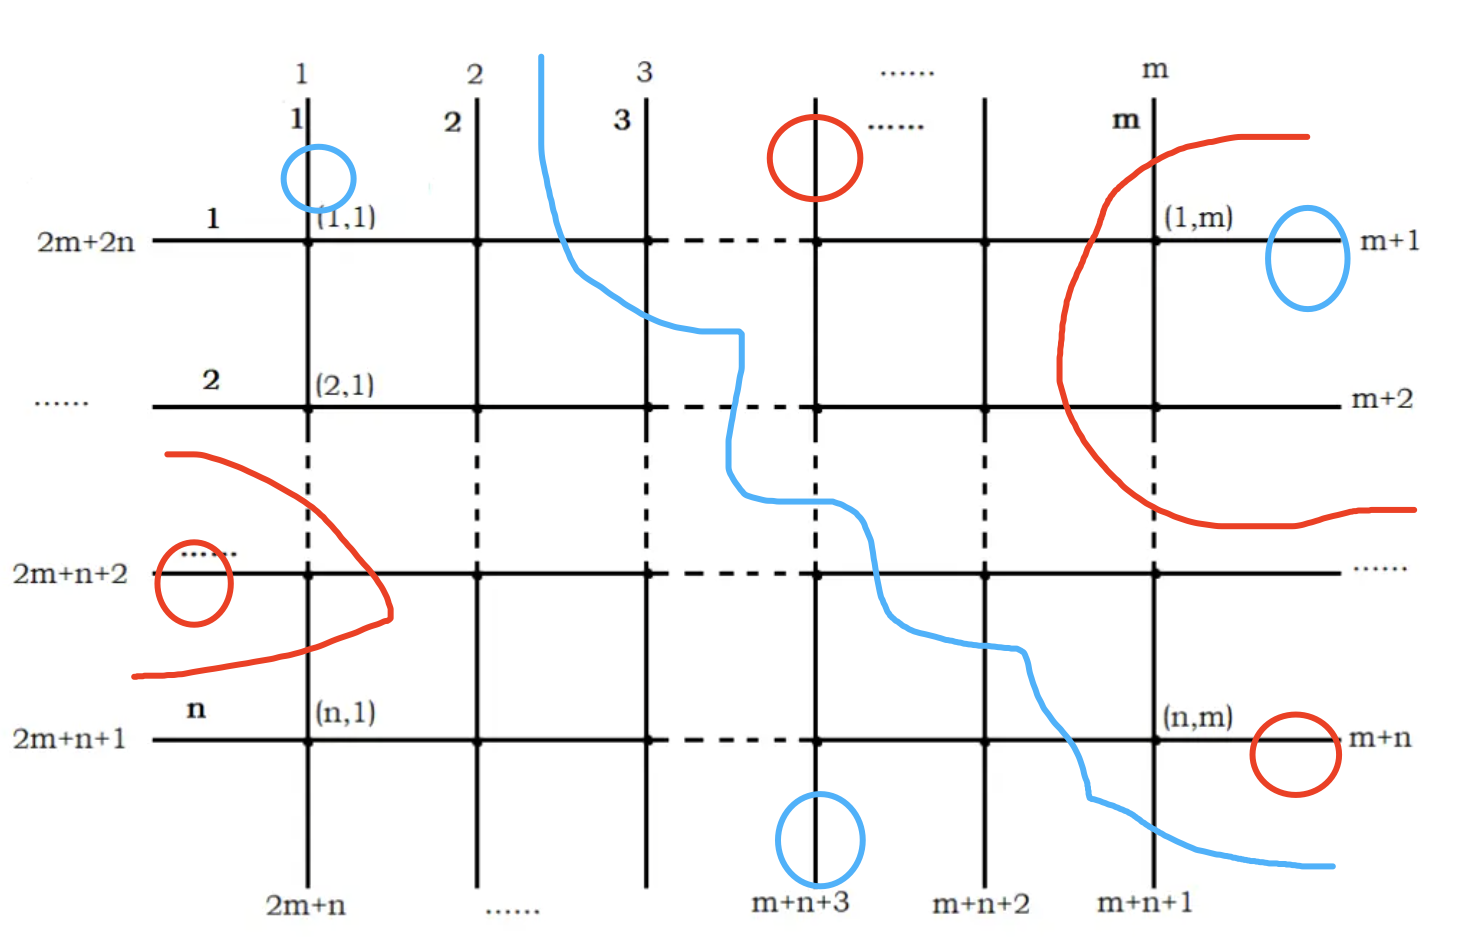 1 2 3 ...... m
1 2 3 ...... m
1 (1,1) (1,m)
2m+2n m+1
2 (2,1) m+2
......
......
2m+n+2 ......
n (n,1) (n,m)
2m+n+1 m+n
2m+n ...... m+n+3 m+n+2 m+n+1